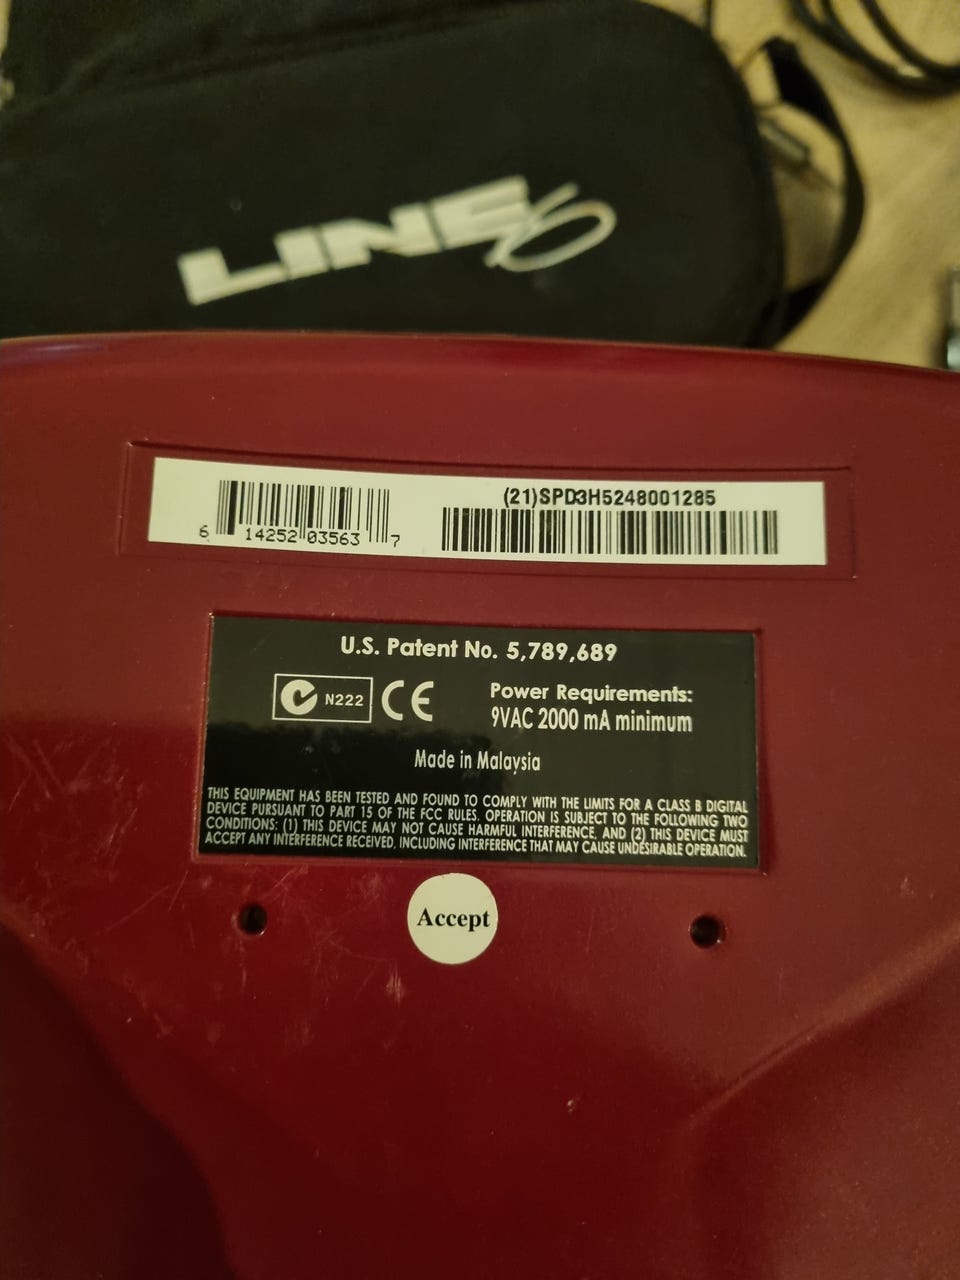 LINE 6
(21)SPD3H5248001285
6 14252 03563 7
U.S. Patent No. 5,789,689
N222 CE
Power Requirements:
9VAC 2000 mA minimum
Made in Malaysia
THIS EQUIPMENT HAS BEEN TESTED AND FOUND TO COMPLY WITH THE LIMITS FOR A CLASS B DIGITAL
DEVICE PURSUANT TO PART 15 OF THE FCC RULES. OPERATION IS SUBJECT TO THE FOLLOWING TWO
CONDITIONS: (1) THIS DEVICE MAY NOT CAUSE HARMFUL INTERFERENCE, AND (2) THIS DEVICE MUST
ACCEPT ANY INTERFERENCE RECEIVED, INCLUDING INTERFERENCE THAT MAY CAUSE UNDESIRABLE OPERATION.
Accept